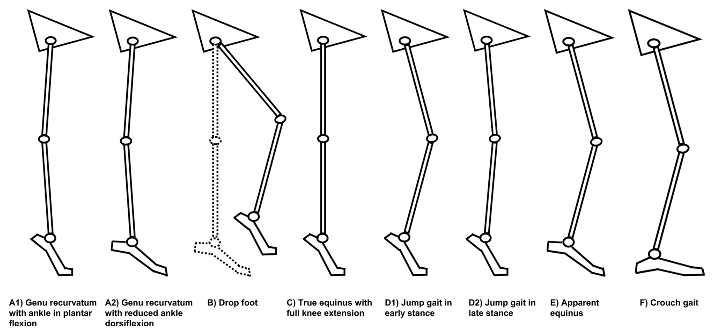 A1) Genu recurvatum
with ankle in plantar
flexion
A2) Genu recurvatum
with reduced ankle
dorsiflexion
B) Drop foot
C) True equinus with
full knee extension
D1) Jump gait in
early stance
D2) Jump gait in
late stance
E) Apparent
equinus
F) Crouch gait